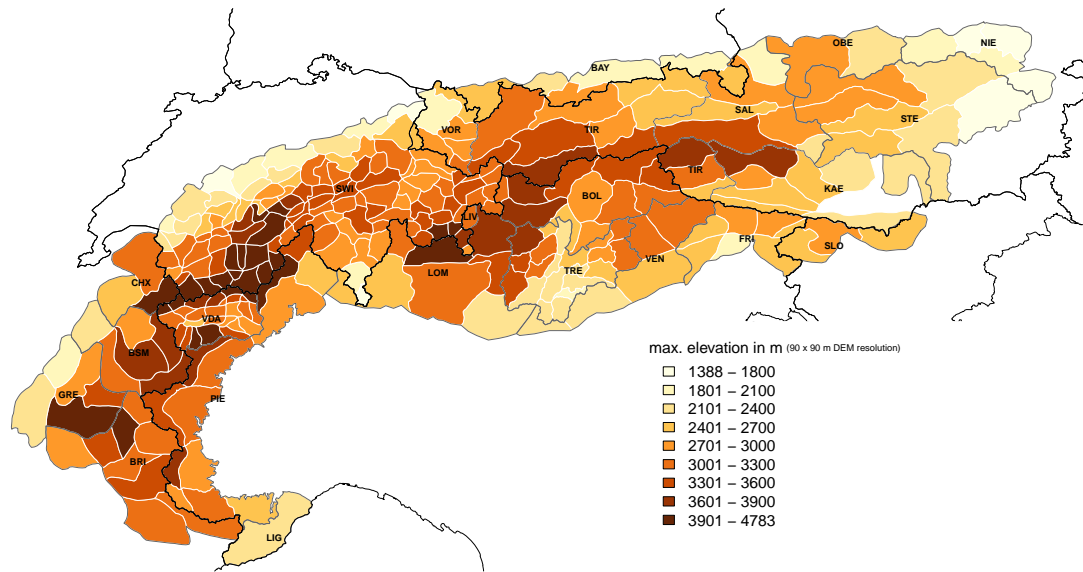 OBE
NIE
BAY
SAL
STE
VOR
TIR
SWI
TIR
KAE
BOL
LIV
FRI
SLO
VEN
LOM
TRE
CHX
VDA
BSM
GRE
PIE
BRI
LIG
max. elevation in m (90 x 90 m DEM resolution)
1388 – 1800
1801 – 2100
2101 – 2400
2401 – 2700
2701 – 3000
3001 – 3300
3301 – 3600
3601 – 3900
3901 – 4783